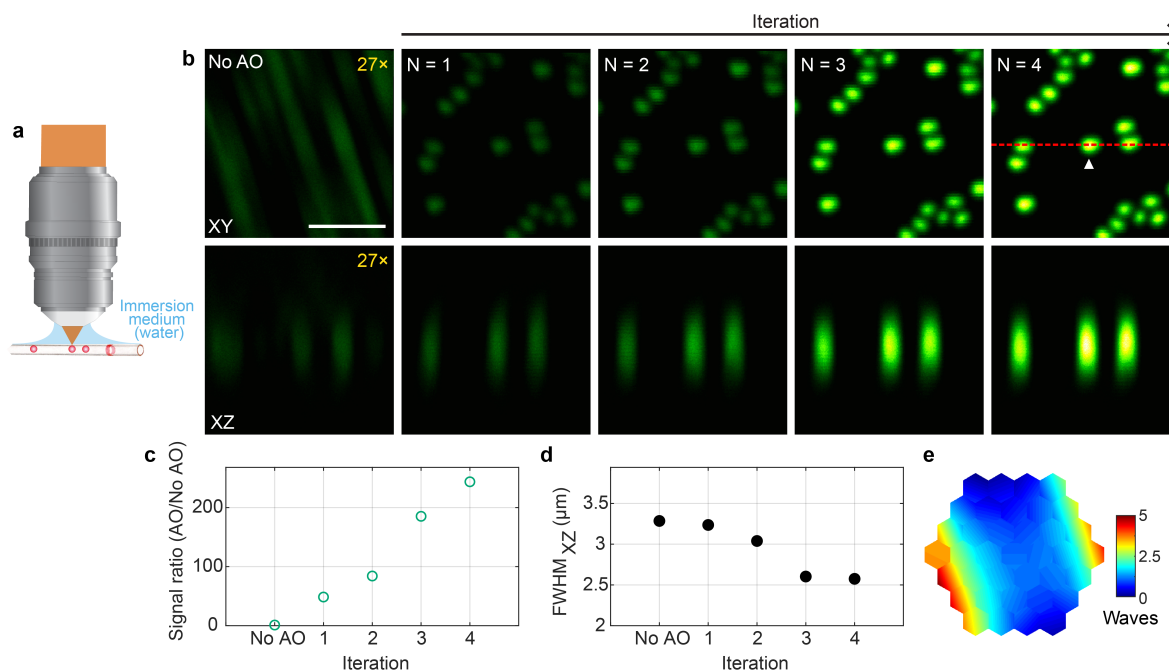 Iteration
b
No AO
27×
N = 1
N = 2
N = 3
N = 4
a
XY
27×
Immersion
medium
(water)
XZ
c
Signal ratio (AO/No AO)
200
100
0
No AO
1
2
3
4
Iteration
d
FWHM XZ (μm)
3.5
3
2.5
2
No AO
1
2
3
4
Iteration
e
5
2.5
0
Waves